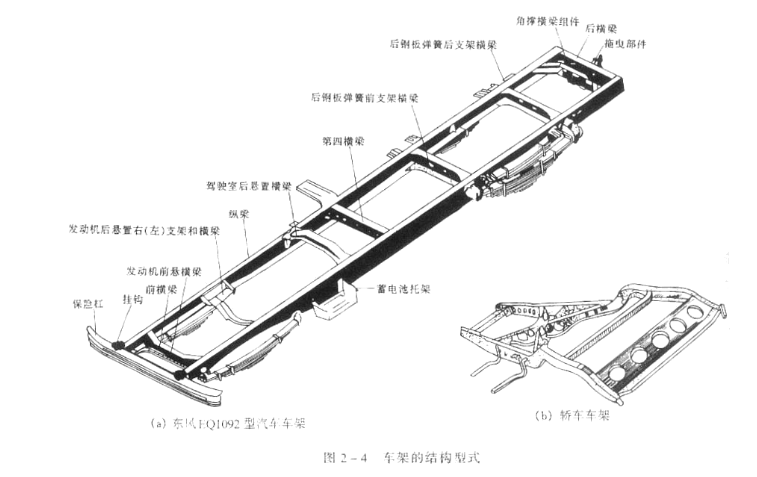 角撑横梁组件
后横梁
后钢板弹簧后支架横梁
拖曳部件
后钢板弹簧前支架横梁
第四横梁
驾驶室后悬置横梁
纵梁
发动机后悬置右(左)支架和横梁
发动机前悬横梁
前横梁
保险杠
挂钩
蓄电池托架
(a) 东风EQ1092型汽车车架
(b) 轿车车架
图 2-4 车架的结构型式